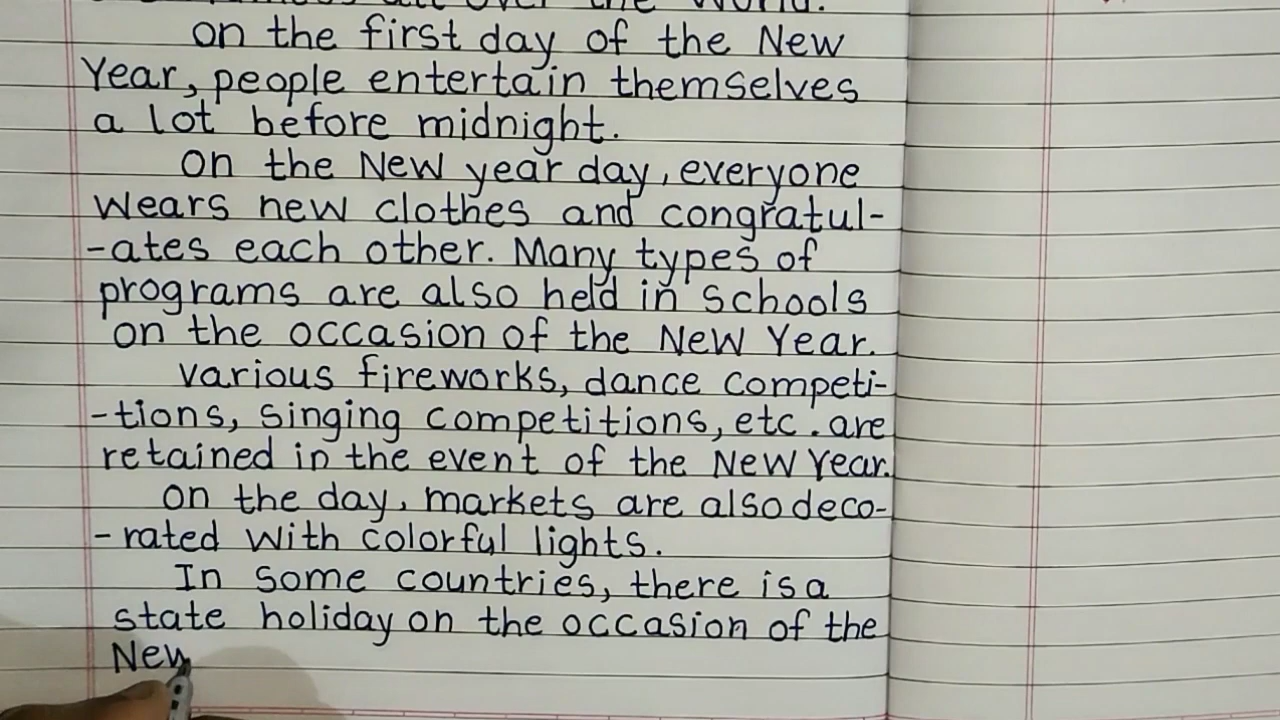 over the world.
on the first day of the New
Year, people entertain themselves
a lot before midnight.
on the New year day, everyone
wears new clothes and congratul-
-ates each other. Many types of
programs are also held in schools
on the occasion of the New Year.
various fireworks, dance competi-
-tions, singing competitions, etc. are
retained in the event of the New Year.
on the day, markets are also deco-
-rated with colorful lights.
In some countries, there is a
state holiday on the occasion of the
New